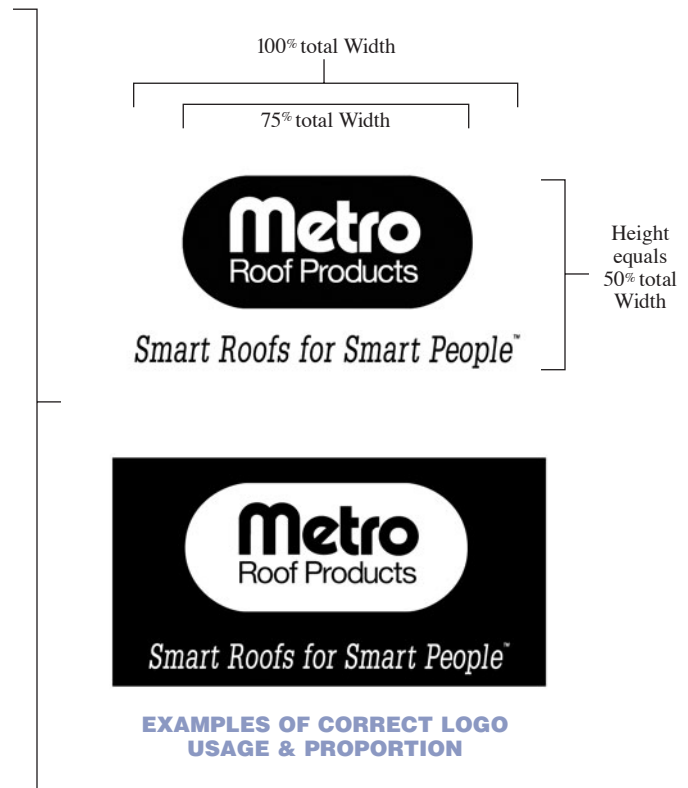 100% total Width
75% total Width
Metro
Roof Products
Smart Roofs for Smart People™
Height
equals
50% total
Width
Metro
Roof Products
Smart Roofs for Smart People™
EXAMPLES OF CORRECT LOGO
USAGE & PROPORTION